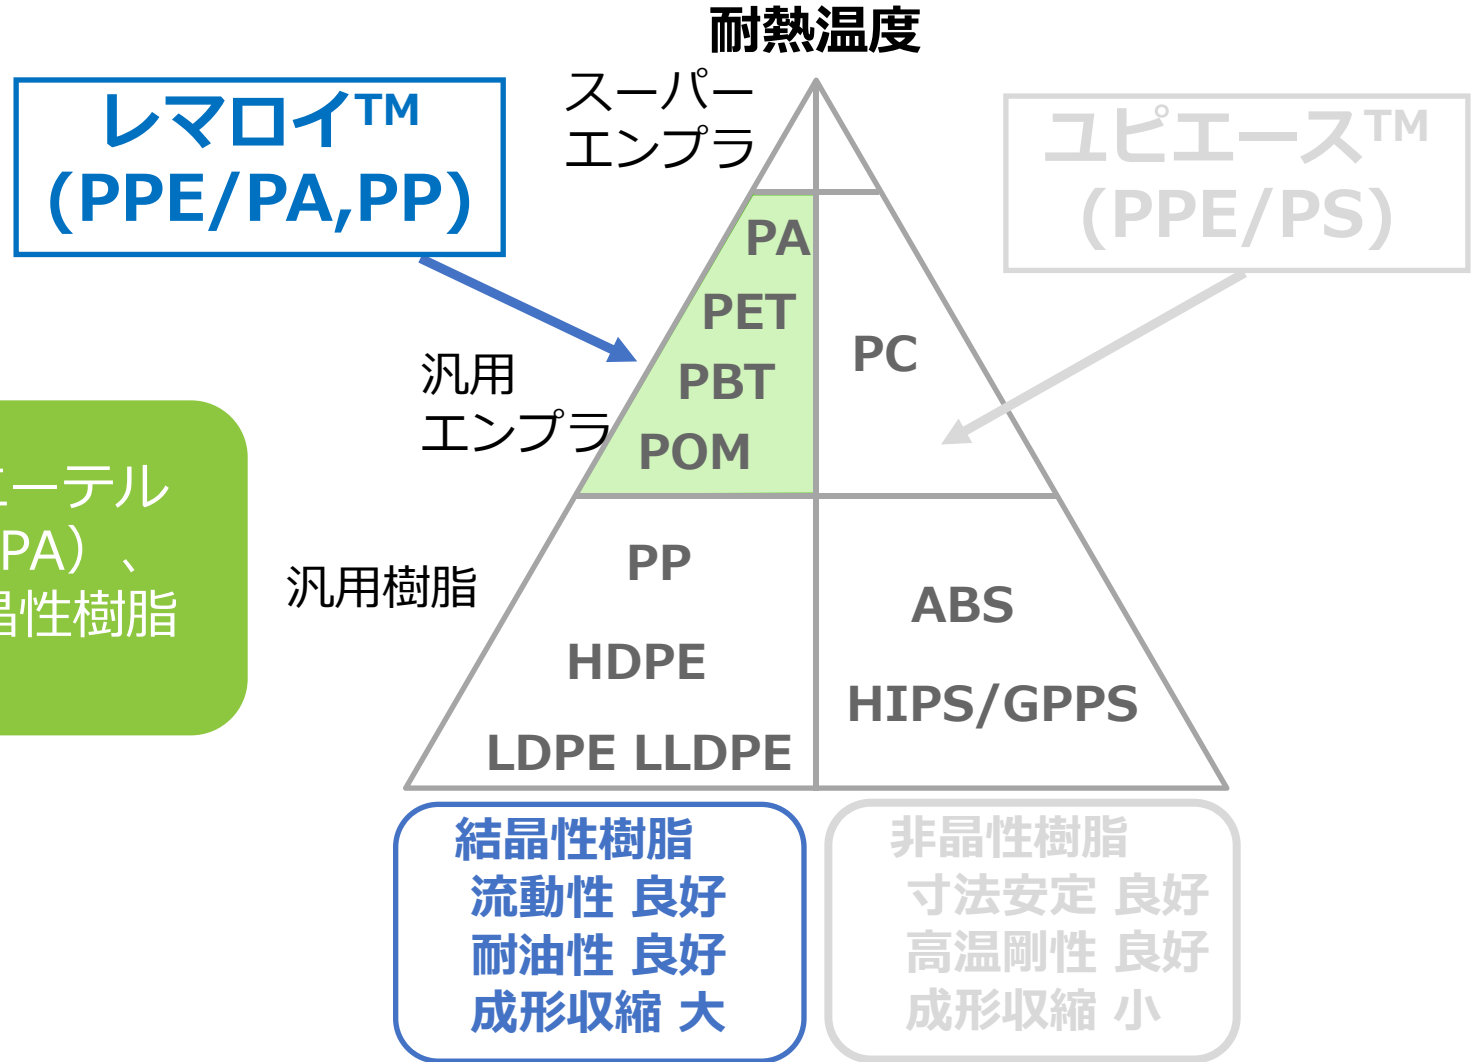 耐熱温度
スーパー
エンプラ
レマロイTM
(PPE/PA,PP)
ユピエースTM
(PPE/PS)
PA
PET
PBT
POM
PC
汎用
エンプラ
エーテル
PA）、
晶性樹脂
汎用樹脂
PP
HDPE
LDPE LLDPE
ABS
HIPS/GPPS
結晶性樹脂
流動性 良好
耐油性 良好
成形収縮 大
非晶性樹脂
寸法安定 良好
高温剛性 良好
成形収縮 小